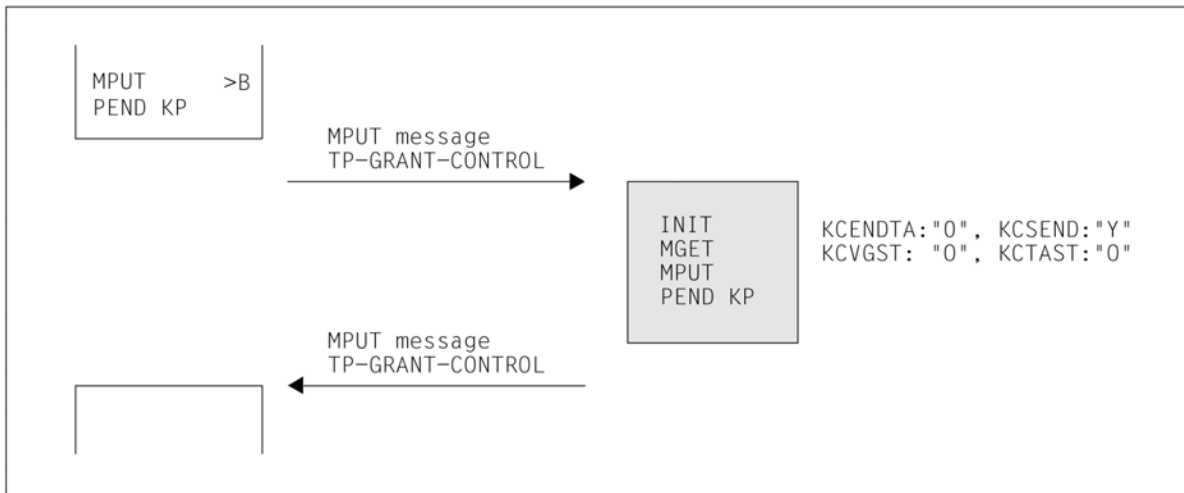 MPUT >B
PEND KP
MPUT message
TP-GRANT-CONTROL
INIT
MGET
MPUT
PEND KP
KCENDTA:"O", KCSEND:"Y"
KCVGST: "O", KCTAST:"O"
MPUT message
TP-GRANT-CONTROL